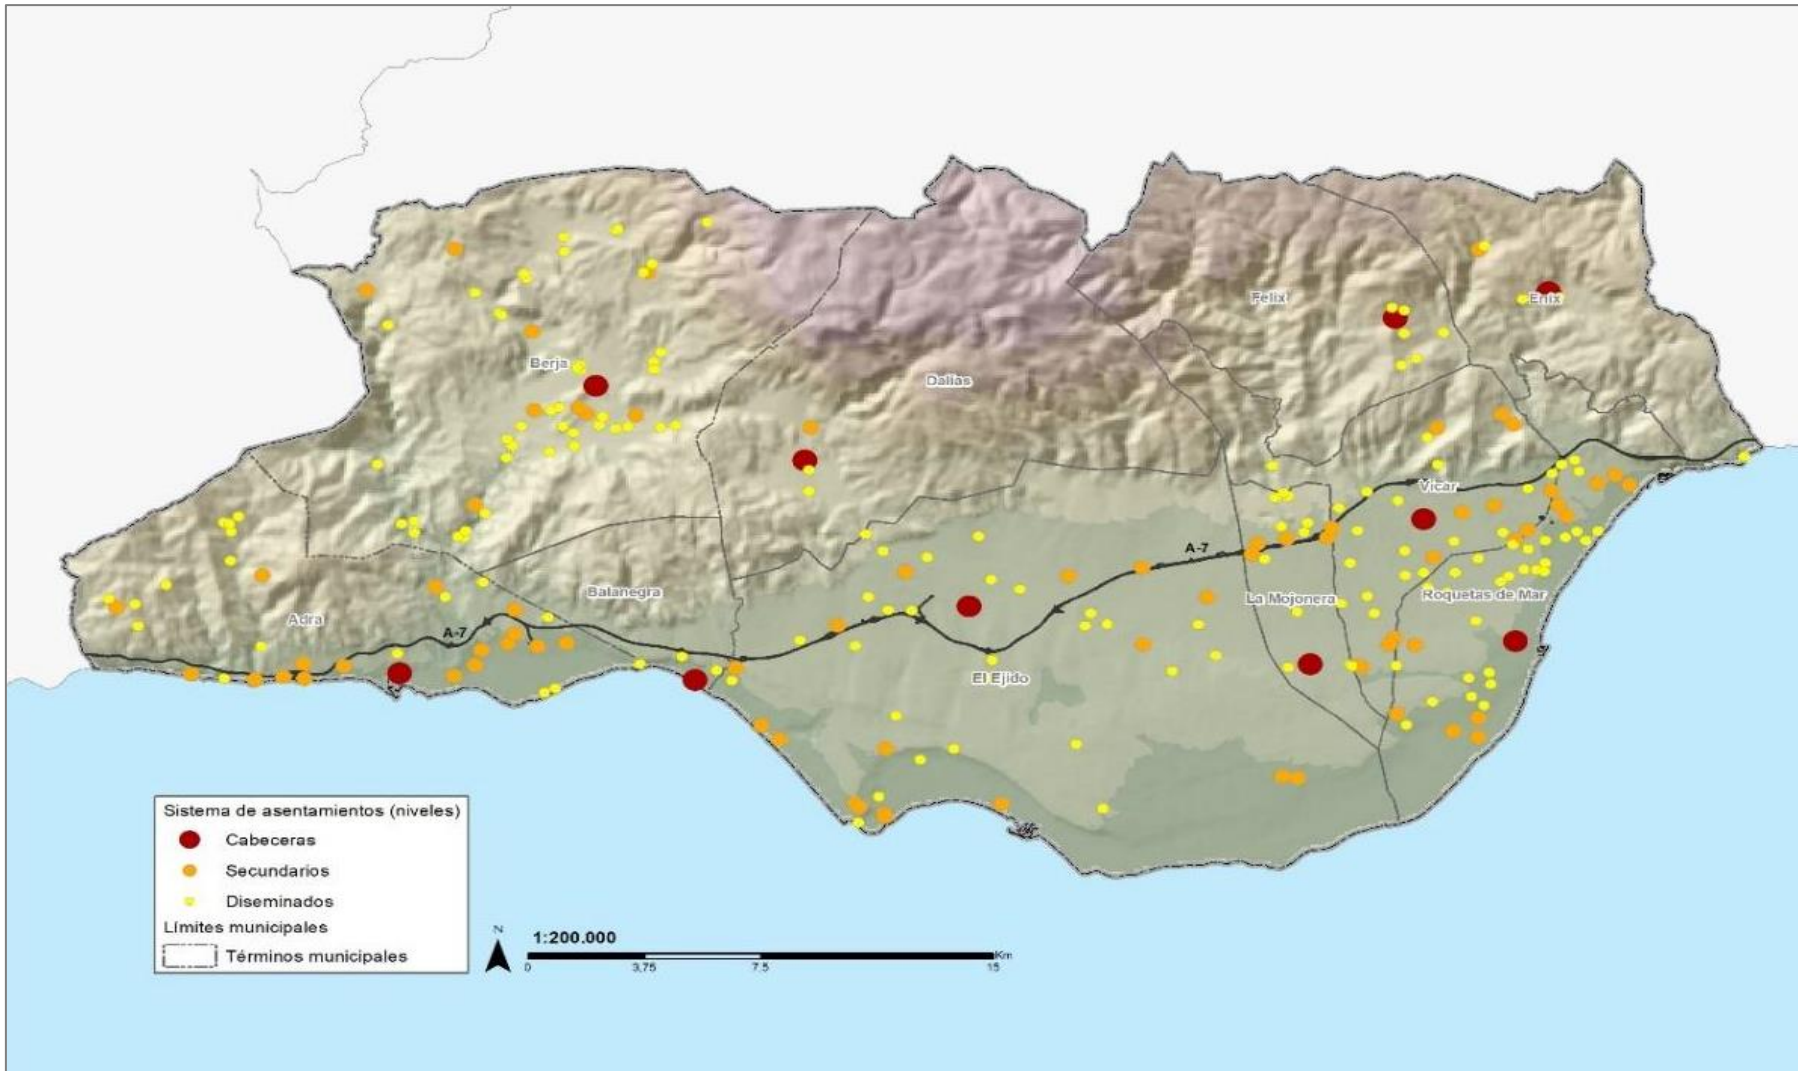 Felix
Enix
Berja
Dalías
Vícar
A-7
Balanegra
La Mojonera
Roquetas de Mar
Adra
A-7
El Ejido
Sistema de asentamientos (niveles)
Cabeceras
Secundarios
Diseminados
Límites municipales
Términos municipales
N
1:200.000
0 3,75 7,5 15 Km